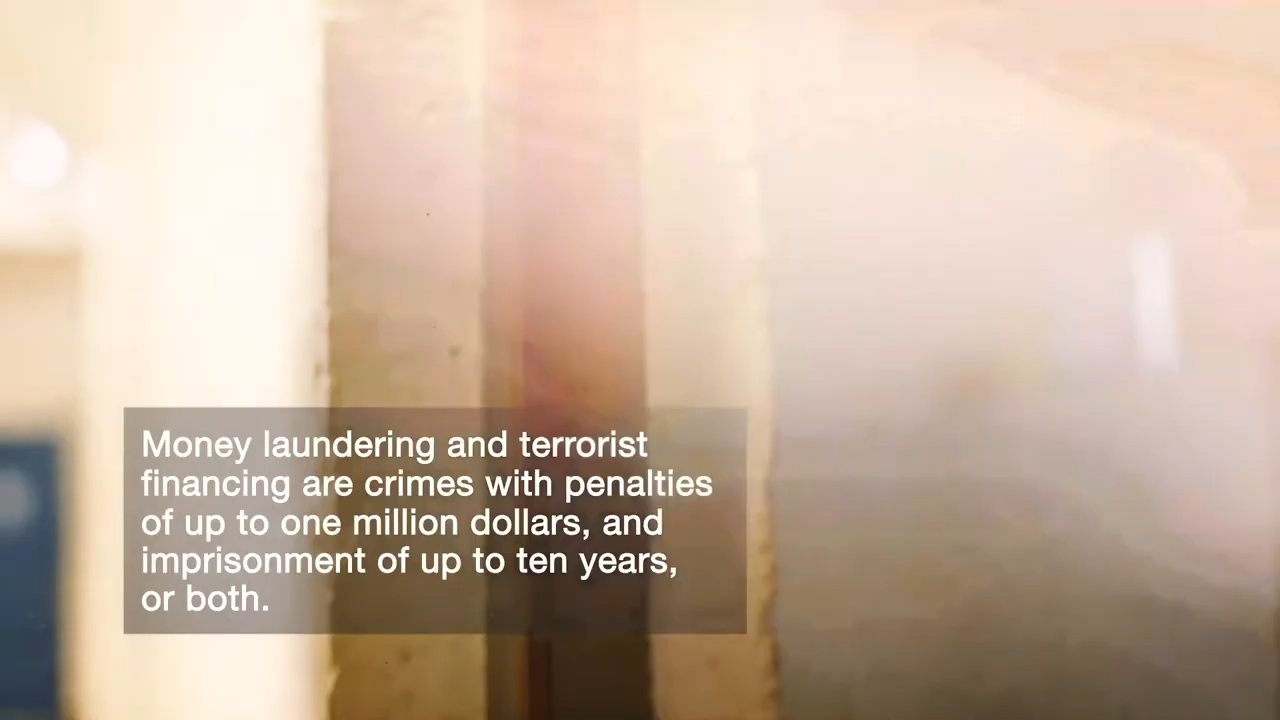 Money laundering and terrorist
financing are crimes with penalties
of up to one million dollars, and
imprisonment of up to ten years,
or both.